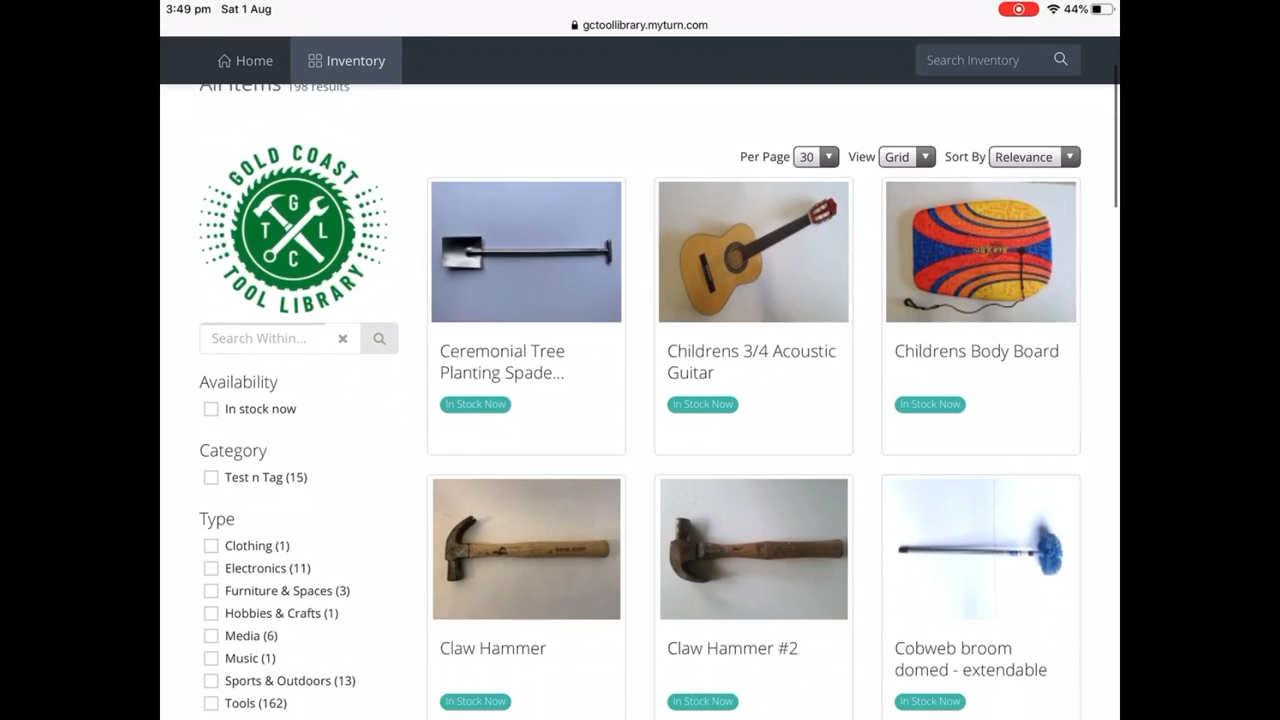 3:49 pm Sat 1 Aug
44%
gctoollibrary.myturn.com
Home
Inventory
Search Inventory
All Items 198 results
Per Page 30 View Grid Sort By Relevance
GOLD COAST
G
T L
C
TOOL LIBRARY
Search Within...
Availability
In stock now
Category
Test n Tag (15)
Type
Clothing (1)
Electronics (11)
Furniture & Spaces (3)
Hobbies & Crafts (1)
Media (6)
Music (1)
Sports & Outdoors (13)
Tools (162)
Ceremonial Tree
Planting Spade...
In Stock Now
Childrens 3/4 Acoustic
Guitar
In Stock Now
Childrens Body Board
In Stock Now
Claw Hammer
In Stock Now
Claw Hammer #2
In Stock Now
Cobweb broom
domed - extendable
In Stock Now